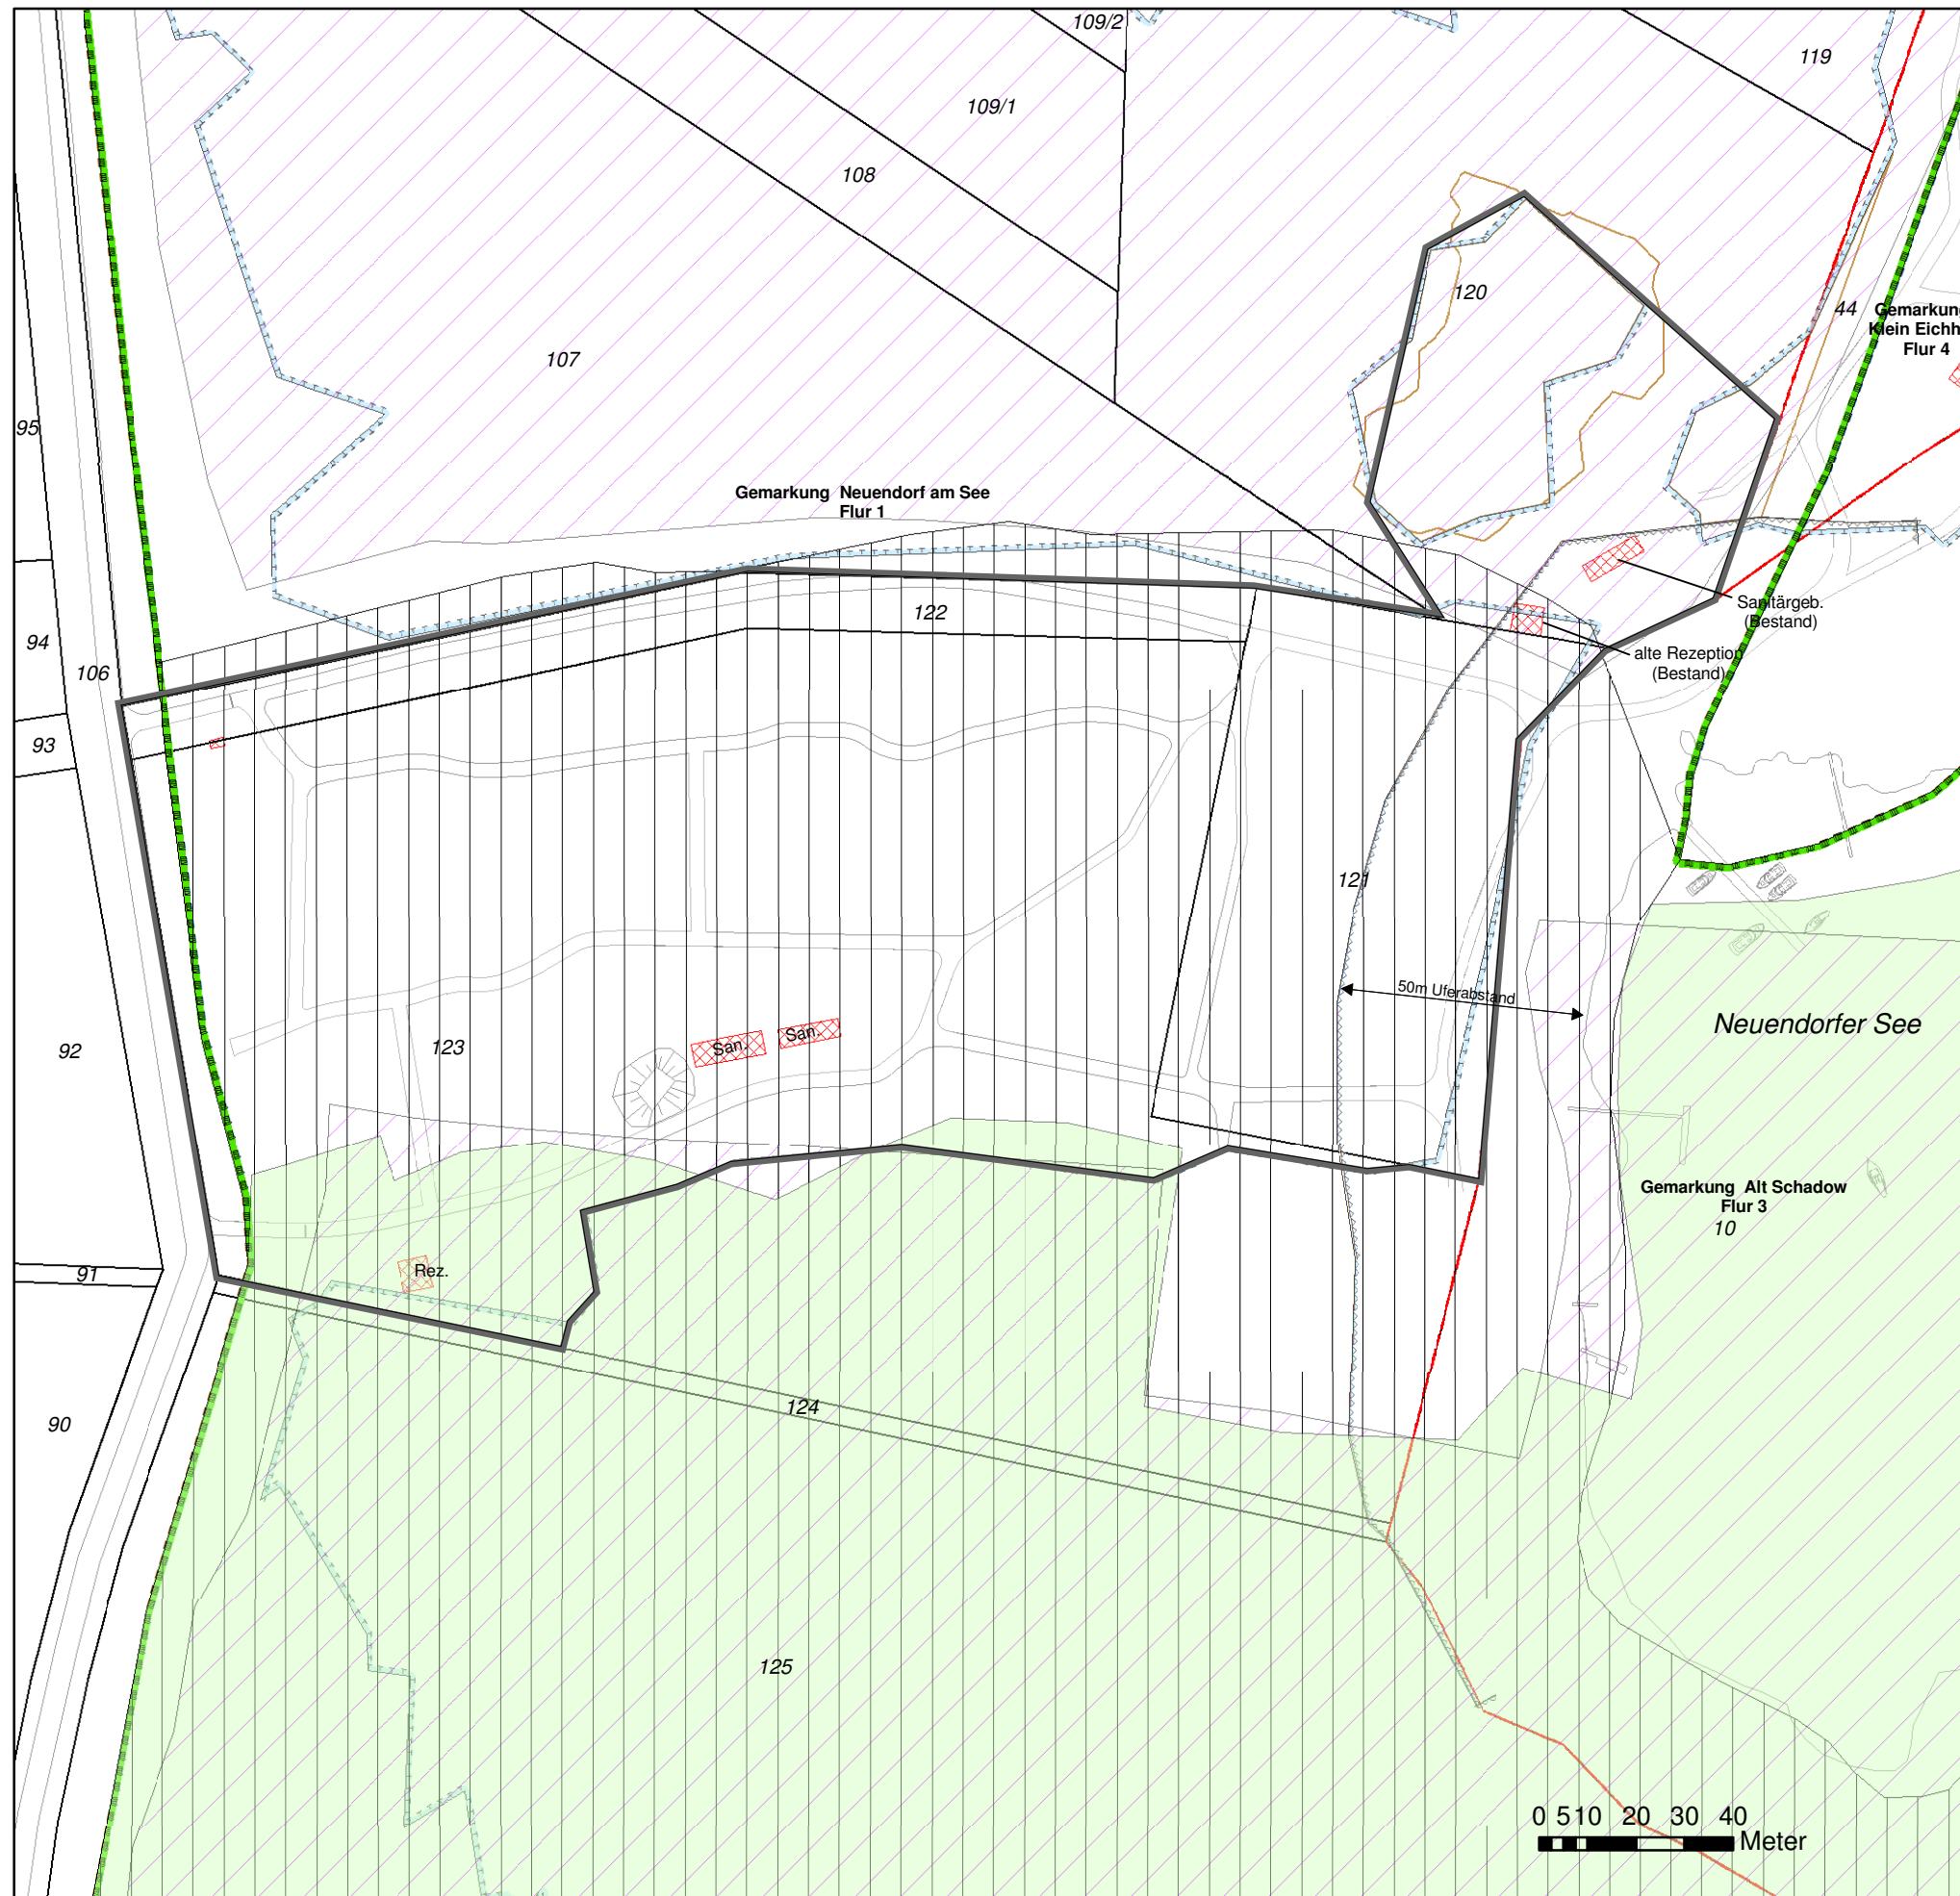 109/2
119
109/1
108
120
44
Klein
Flur 4
107
95
Gemarkung Neuendorf am See
Flur 1
122
Sanitärgeb.
(Bestand)
94
alte Rezeption
(Bestand)
106
93
121
50m Uferabstand
Neuendorfer See
92
123
San.
San.
Gemarkung Alt Schadow
Flur 3
10
Rez.
91
124
90
125
0 5 10 20 30 40
Meter